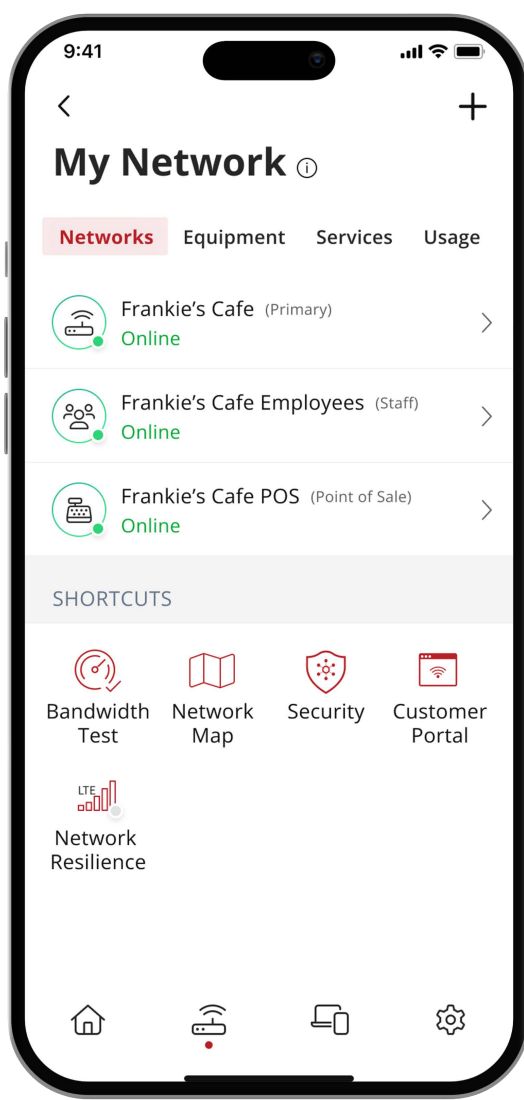 9:41
My Network
Networks Equipment Services Usage
Frankie’s Cafe (Primary)
Online
Frankie’s Cafe Employees (Staff)
Online
Frankie’s Cafe POS (Point of Sale)
Online
SHORTCUTS
Bandwidth Test
Network Map
Security
Customer Portal
LTE
Network Resilience